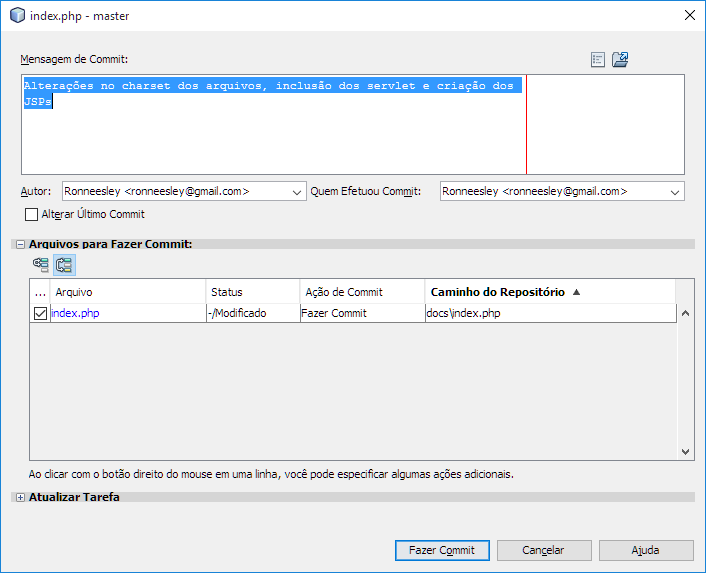 index.php - master
Mensagem de Commit:
Alterações no charset dos arquivos, inclusão dos servlet e criação dos
JSPs
Autor: Ronneesley <ronneesley@gmail.com> Quem Efetuou Commit: Ronneesley <ronneesley@gmail.com>
Alterar Último Commit
Arquivos para Fazer Commit:
... Arquivo Status Ação de Commit Caminho do Repositório
index.php -/Modificado Fazer Commit docs\index.php
Ao clicar com o botão direito do mouse em uma linha, você pode especificar algumas ações adicionais.
Atualizar Tarefa
Fazer Commit Cancelar Ajuda